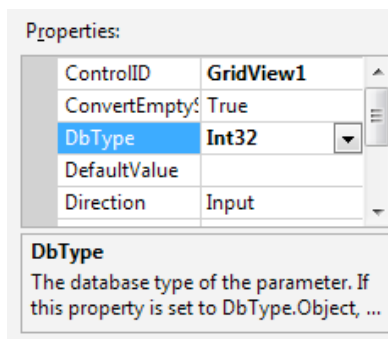 Properties:
ControlID GridView1
ConvertEmptyS True
DbType Int32
DefaultValue
Direction Input
DbType
The database type of the parameter. If
this property is set to DbType.Object, ...